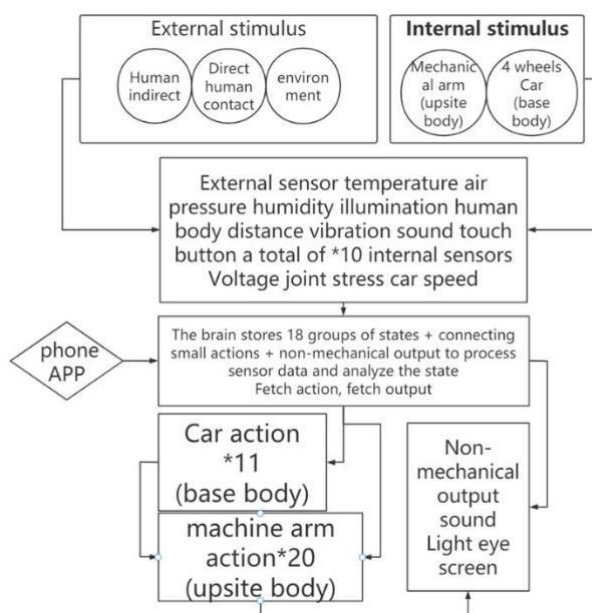 External stimulus
Human
indirect
Direct
human
contact
environ
ment
Internal stimulus
Mechanic
al arm
(upsite
body)
4 wheels
Car
(base
body)
External sensor temperature air
pressure humidity illumination human
body distance vibration sound touch
button a total of *10 internal sensors
Voltage joint stress car speed
phone
APP
The brain stores 18 groups of states + connecting
small actions + non-mechanical output to process
sensor data and analyze the state
Fetch action, fetch output
Car action
*11
(base body)
machine arm
action*20
(upsite body)
Non-
mechanical
output
sound
Light eye
screen